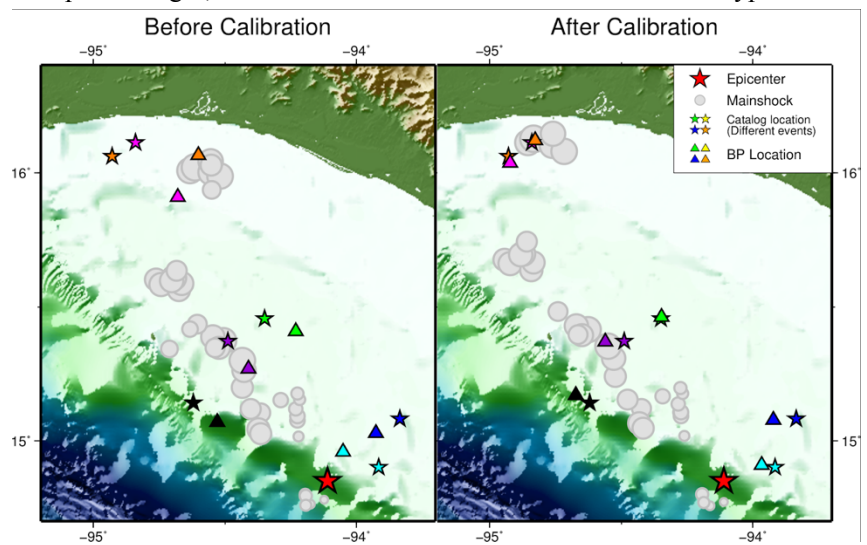 Before Calibration After Calibration
−95° −94° −95° −94°
Epicenter
Mainshock
Catalog location
(Different events)
BP Location
16° 16°
15° 15°
−95° −94° −95° −94°